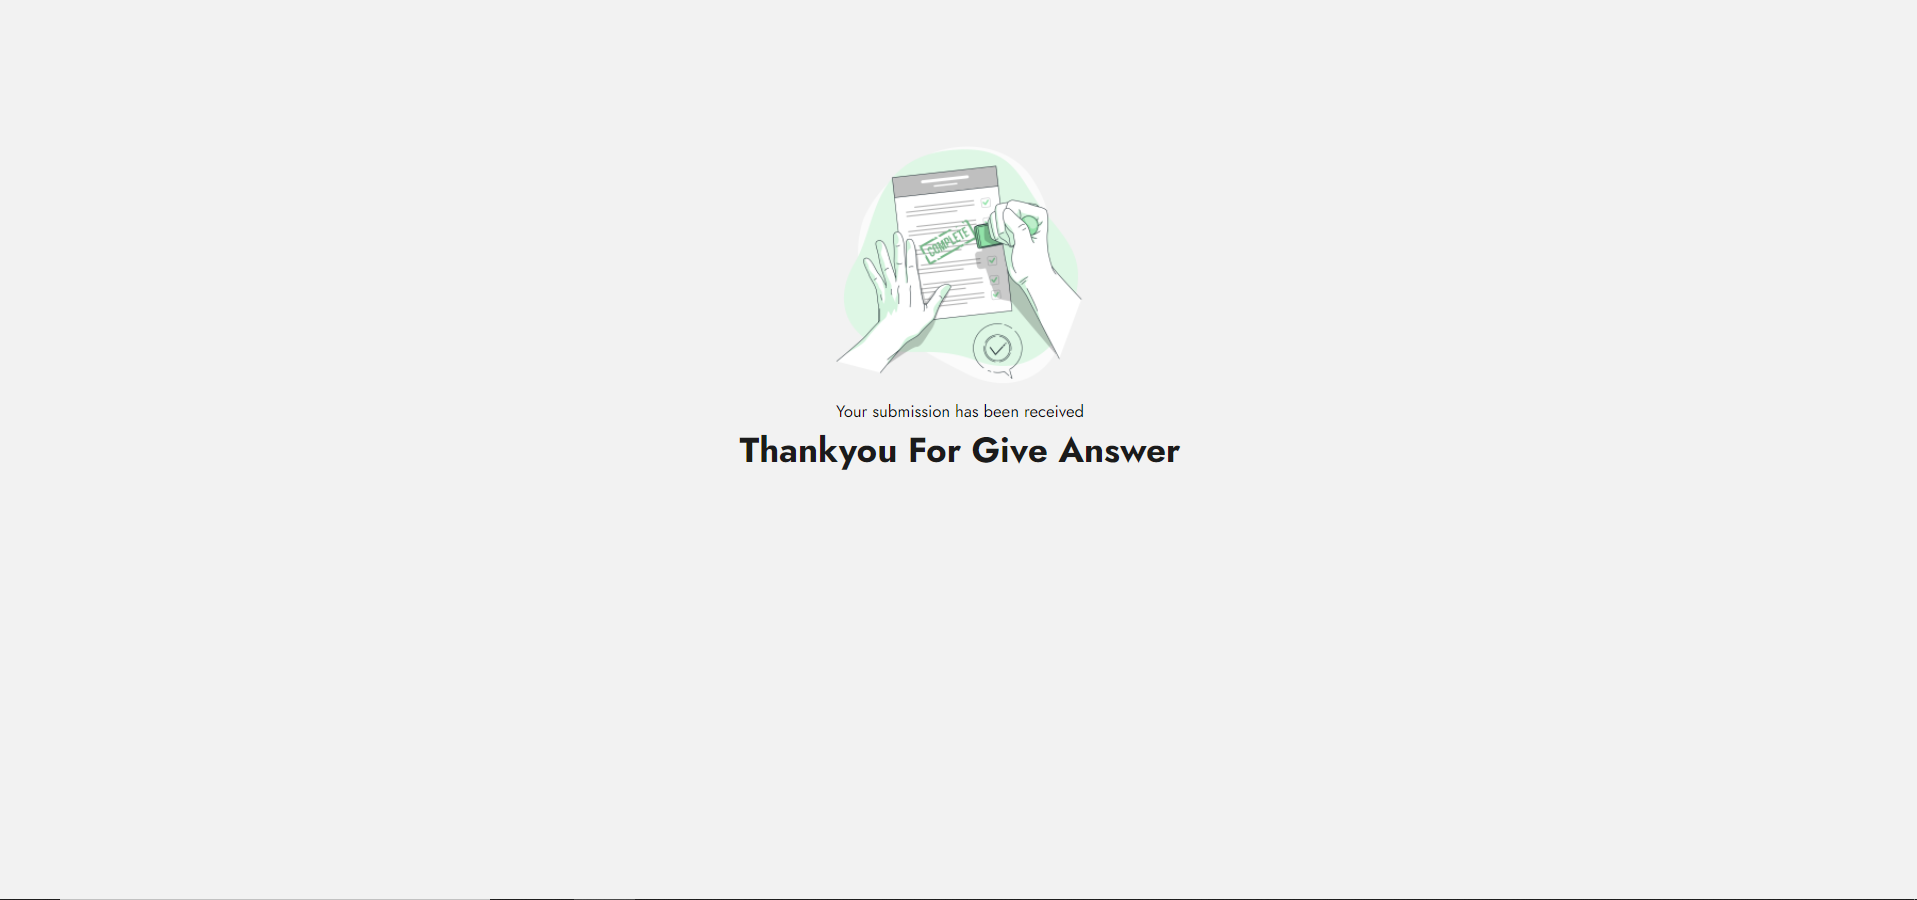 COMPLETE
Your submission has been received
Thankyou For Give Answer